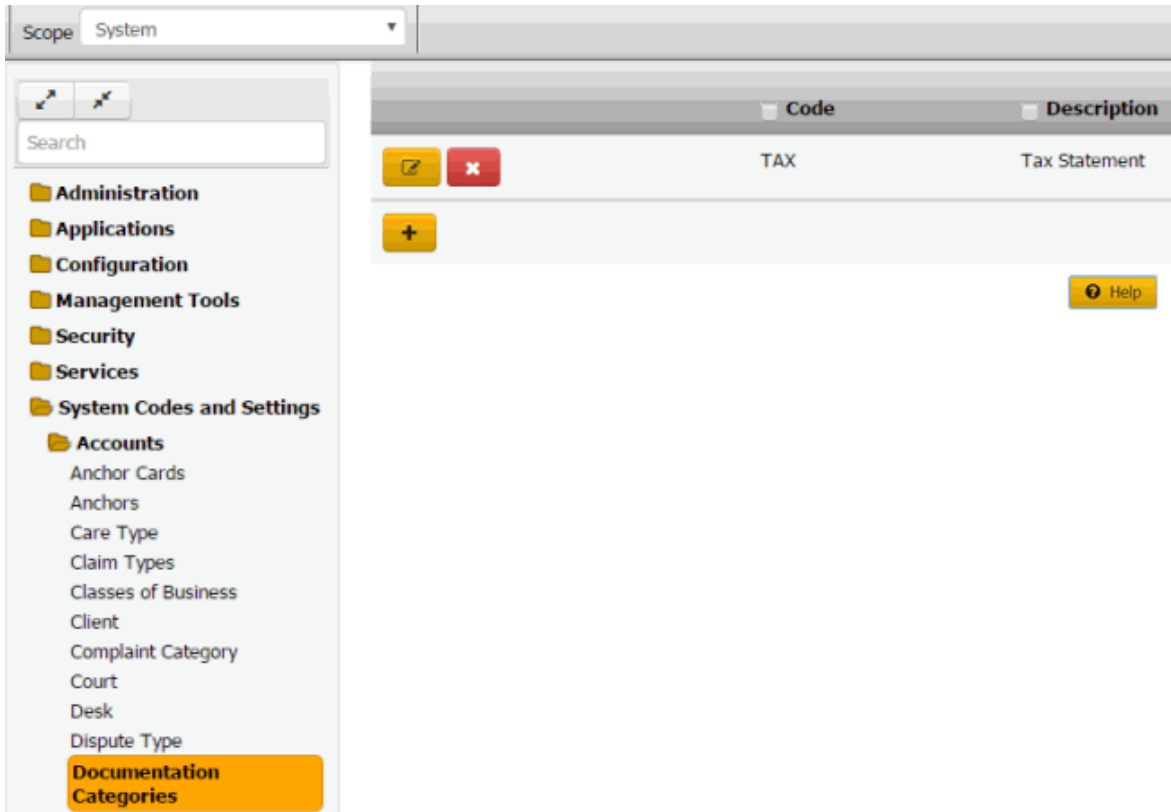 Scope System
Search
Administration
Applications
Configuration
Management Tools
Security
Services
System Codes and Settings
Accounts
Anchor Cards
Anchors
Care Type
Claim Types
Classes of Business
Client
Complaint Category
Court
Desk
Dispute Type
Documentation
Categories
Code Description
TAX Tax Statement
Help